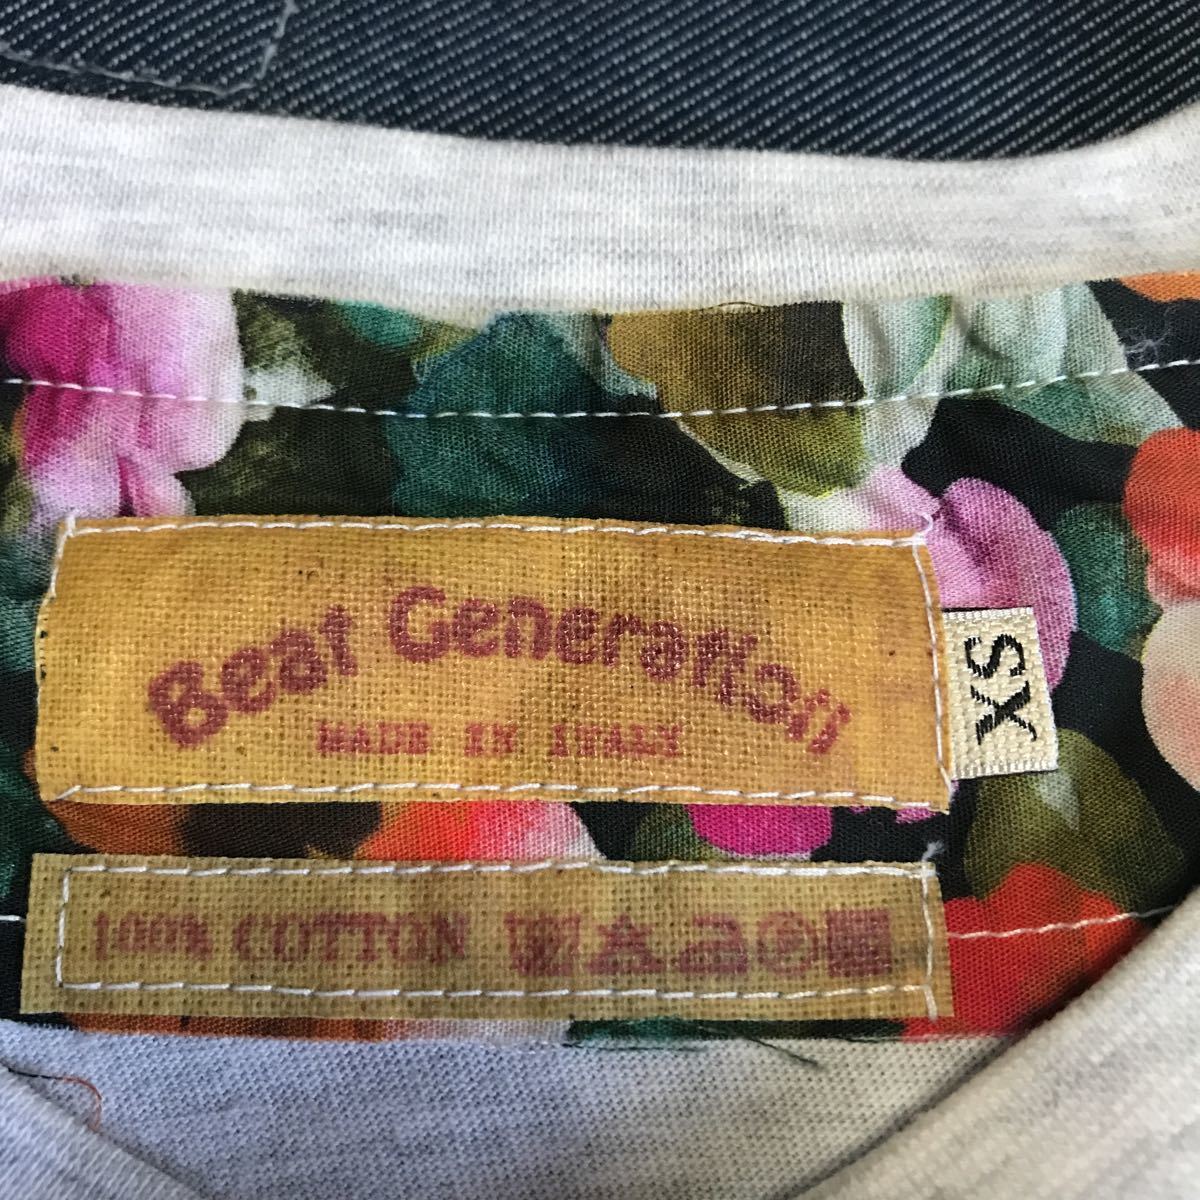 Beat Generation
MADE IN ITALY
XS
100% COTTON